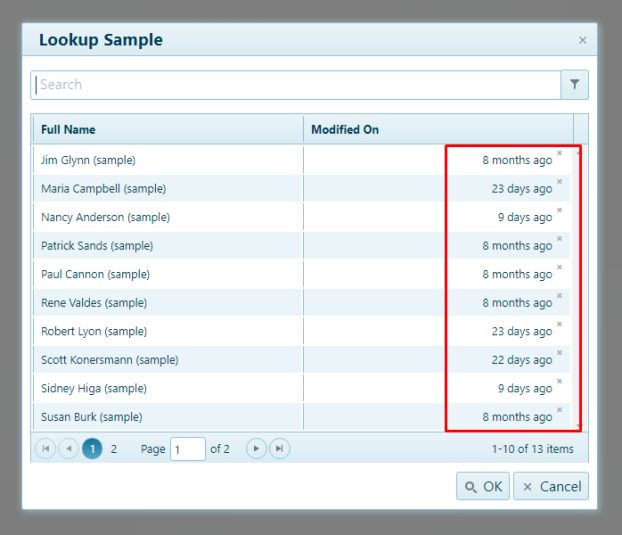 Lookup Sample
Search
Full Name Modified On
Jim Glynn (sample) 8 months ago
Maria Campbell (sample) 23 days ago
Nancy Anderson (sample) 9 days ago
Patrick Sands (sample) 8 months ago
Paul Cannon (sample) 8 months ago
Rene Valdes (sample) 8 months ago
Robert Lyon (sample) 23 days ago
Scott Konersmann (sample) 22 days ago
Sidney Higa (sample) 9 days ago
Susan Burk (sample) 8 months ago
1 2 Page 1 of 2 1-10 of 13 items
OK Cancel